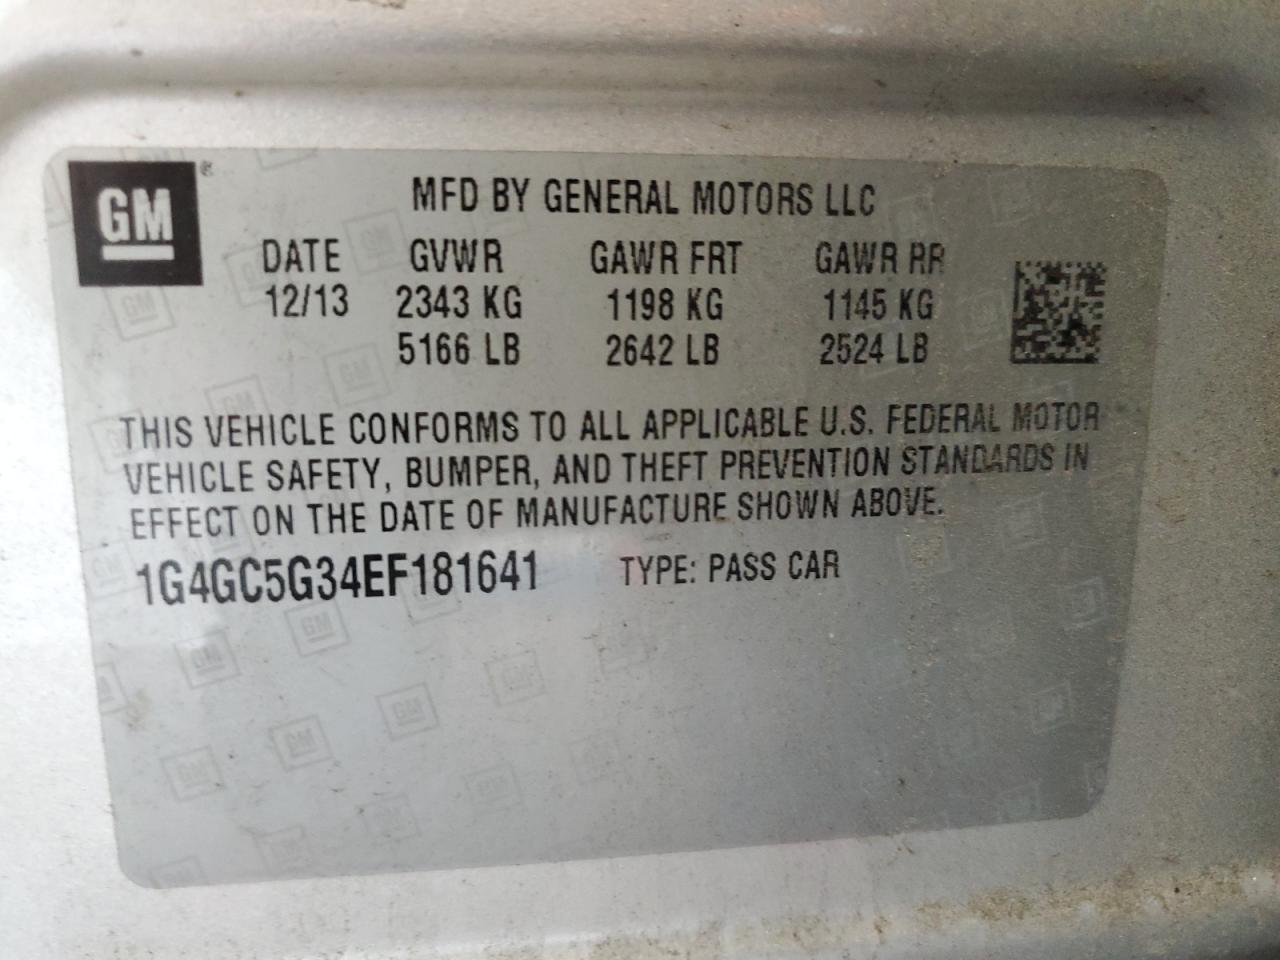 GM
MFD BY GENERAL MOTORS LLC
DATE GVWR GAWR FRT GAWR RR
12/13 2343 KG 1198 KG 1145 KG
5166 LB 2642 LB 2524 LB
THIS VEHICLE CONFORMS TO ALL APPLICABLE U.S. FEDERAL MOTOR
VEHICLE SAFETY, BUMPER, AND THEFT PREVENTION STANDARDS IN
EFFECT ON THE DATE OF MANUFACTURE SHOWN ABOVE.
1G4GC5G34EF181641 TYPE: PASS CAR